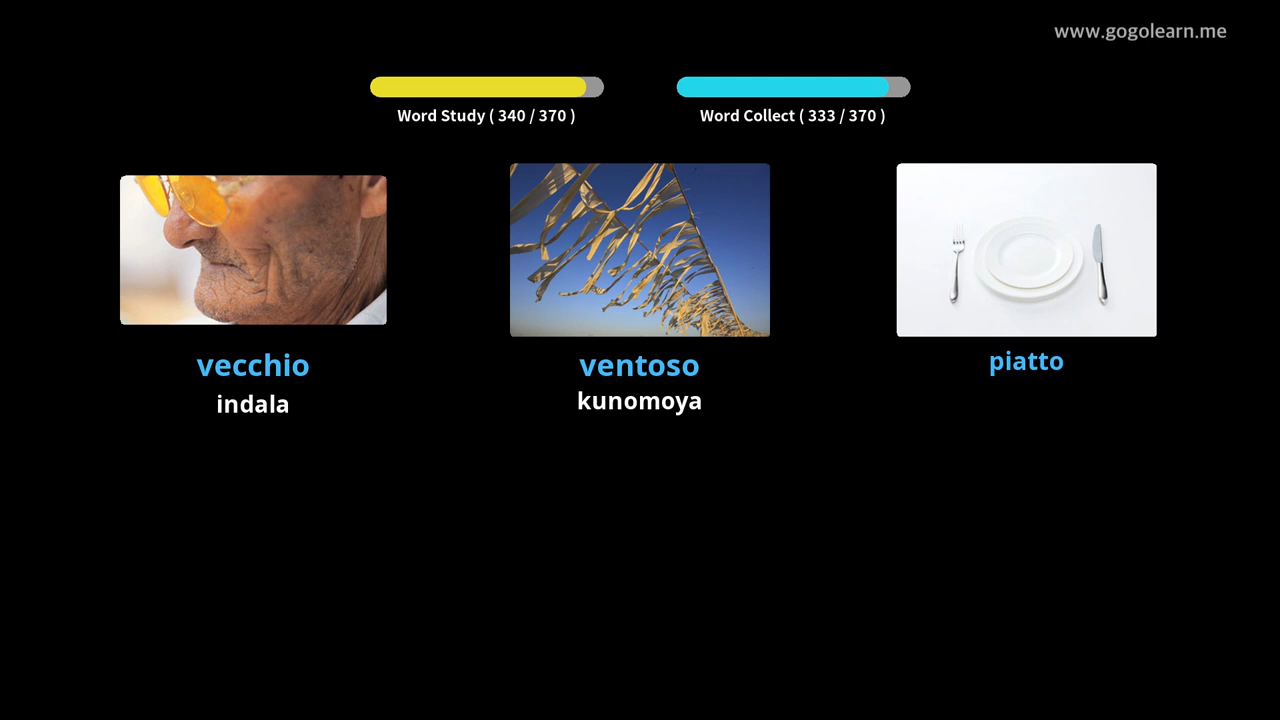 www.gogolearn.me
Word Study ( 340 / 370 )
Word Collect ( 333 / 370 )
vecchio
indala
ventoso
kunomoya
piatto